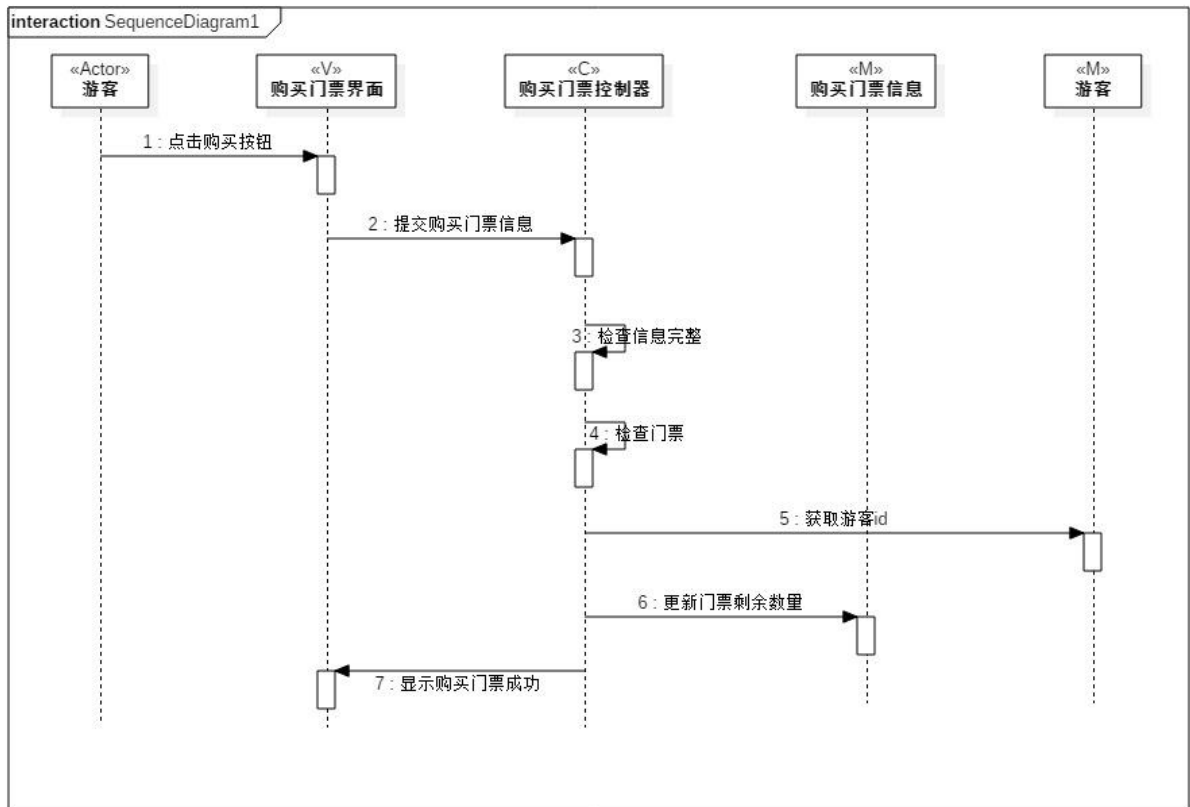 interaction SequenceDiagram1
«Actor»
游客
«V»
购买门票界面
«C»
购买门票控制器
«M»
购买门票信息
«M»
游客
1 : 点击购买按钮
2 : 提交购买门票信息
3 : 检查信息完整
4 : 检查门票
5 : 获取游客id
6 : 更新门票剩余数量
7 : 显示购买门票成功